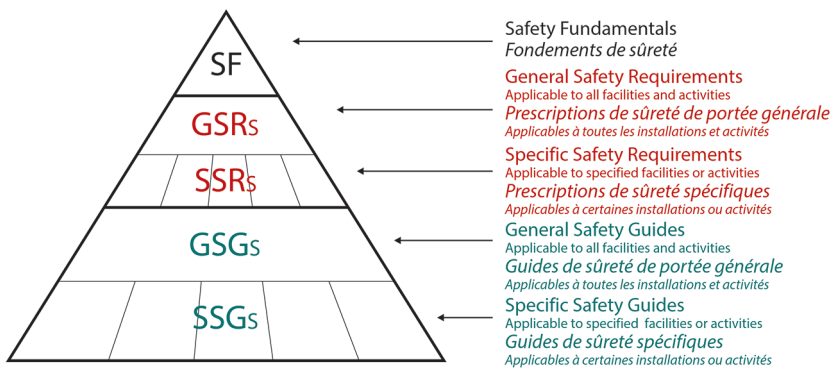 SF
GSRs
SSRs
GSGs
SSGs
Safety Fundamentals
Fondements de sûreté
General Safety Requirements
Applicable to all facilities and activities
Prescriptions de sûreté de portée générale
Applicables à toutes les installations et activités
Specific Safety Requirements
Applicable to specified facilities or activities
Prescriptions de sûreté spécifiques
Applicables à certaines installations ou activités
General Safety Guides
Applicable to all facilities and activities
Guides de sûreté de portée générale
Applicables à toutes les installations et activités
Specific Safety Guides
Applicable to specified facilities or activities
Guides de sûreté spécifiques
Applicables à certaines installations ou activités